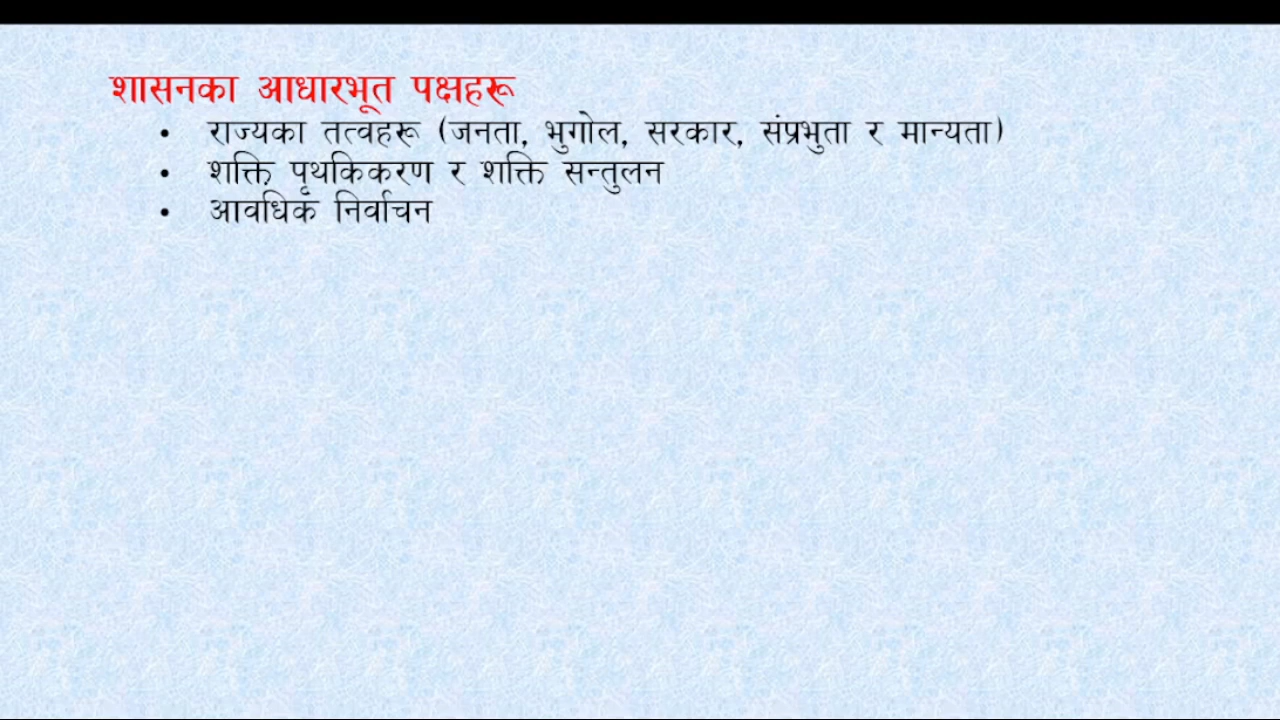 शासनका आधारभूत पक्षहरू
• राज्यका तत्वहरू (जनता, भुगोल, सरकार, संप्रभुता र मान्यता)
• शक्ति पृथकिकरण र शक्ति सन्तुलन
• आवधिक निर्वाचन